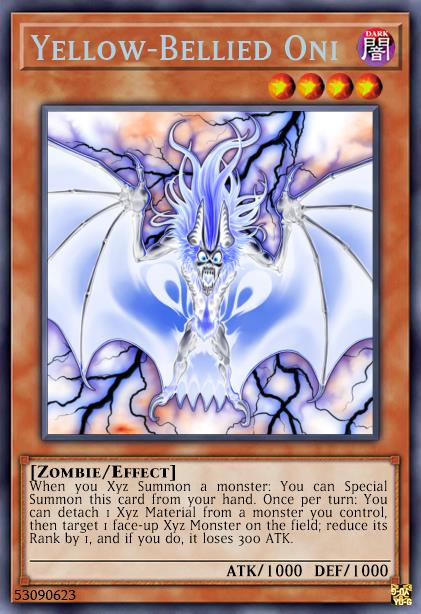 Yellow-Bellied Oni
DARK
闇
[Zombie/Effect]
When you Xyz Summon a monster: You can Special
Summon this card from your hand. Once per turn: You
can detach 1 Xyz Material from a monster you control,
then target 1 face-up Xyz Monster on the field; reduce its
Rank by 1, and if you do, it loses 300 ATK.
ATK/1000 DEF/1000
53090623